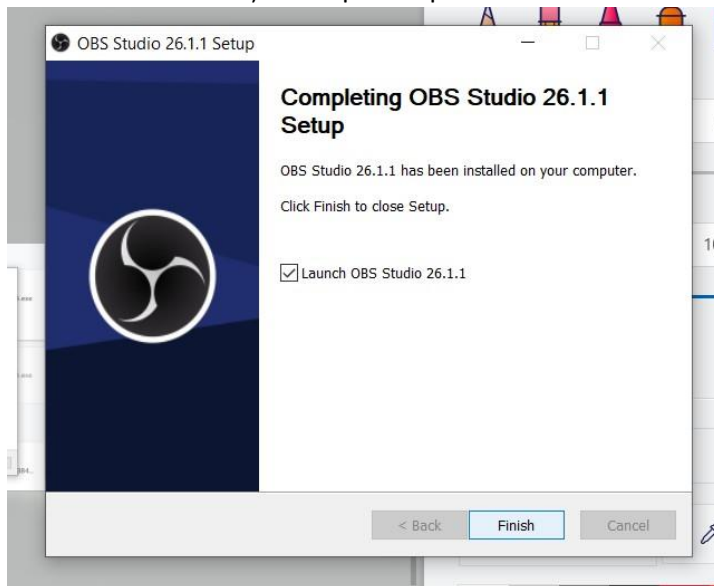 OBS Studio 26.1.1 Setup
Completing OBS Studio 26.1.1
Setup
OBS Studio 26.1.1 has been installed on your computer.
Click Finish to close Setup.
Launch OBS Studio 26.1.1
< Back Finish Cancel